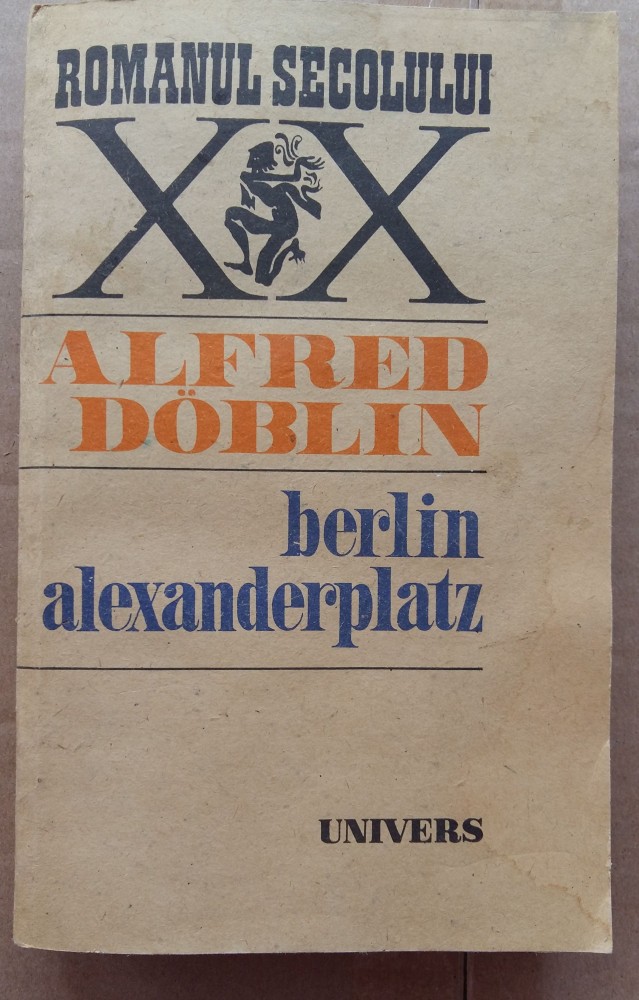 ROMANUL SECOLULUI
XX
ALFRED
DÖBLIN
berlin
alexanderplatz
UNIVERS